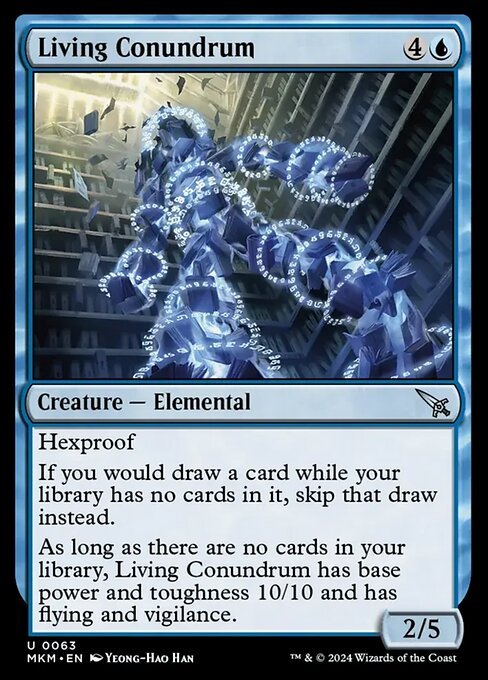 Living Conundrum 4
Creature — Elemental
Hexproof
If you would draw a card while your
library has no cards in it, skip that draw
instead.
As long as there are no cards in your
library, Living Conundrum has base
power and toughness 10/10 and has
flying and vigilance.
2/5
U 0063
MKM • EN Yeong-Hao Han
™ & © 2024 Wizards of the Coast